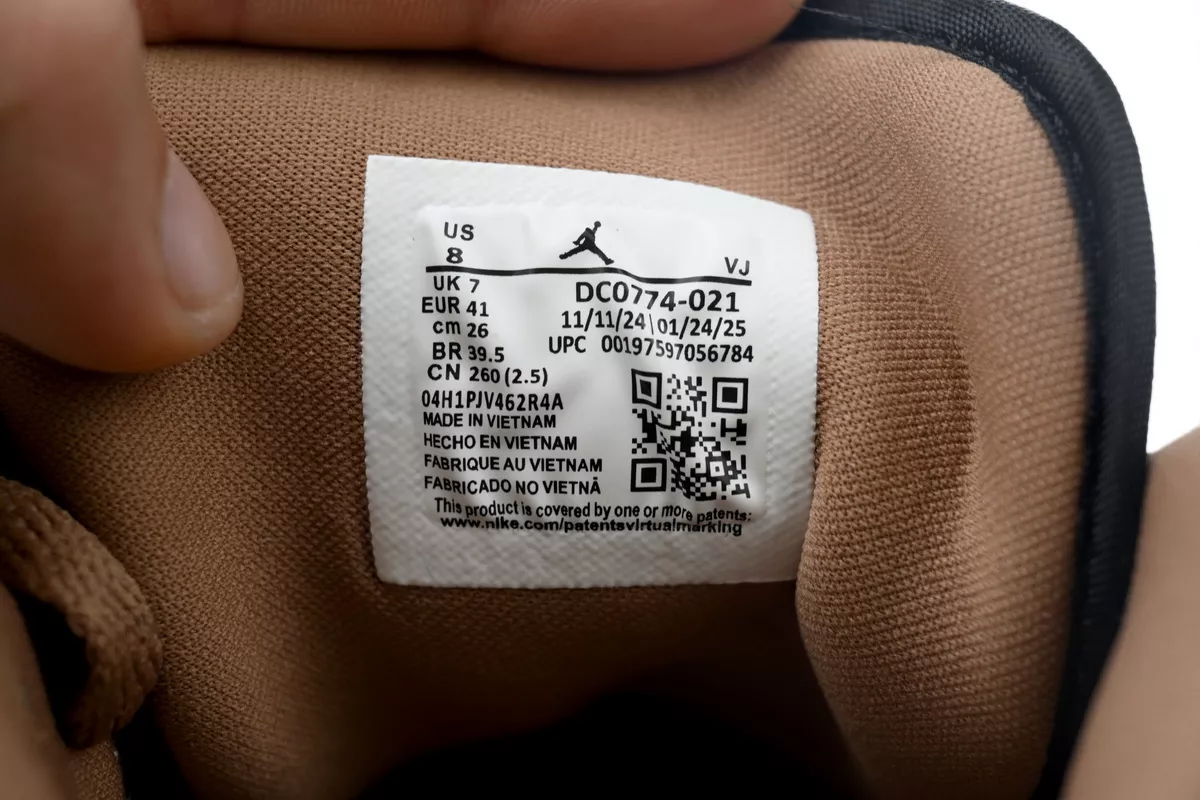 US
8
VJ
UK 7
EUR 41
cm 26
BR 39.5
CN 260 (2.5)
DC0774-021
11/11/24\01/24/25
UPC 00197597056784
04H1PJV462R4A
MADE IN VIETNAM
HECHO EN VIETNAM
FABRIQUE AU VIETNAM
FABRICADO NO VIETNÃ
This product is covered by one or more patents:
www.nike.com/patentsvirtualmarking